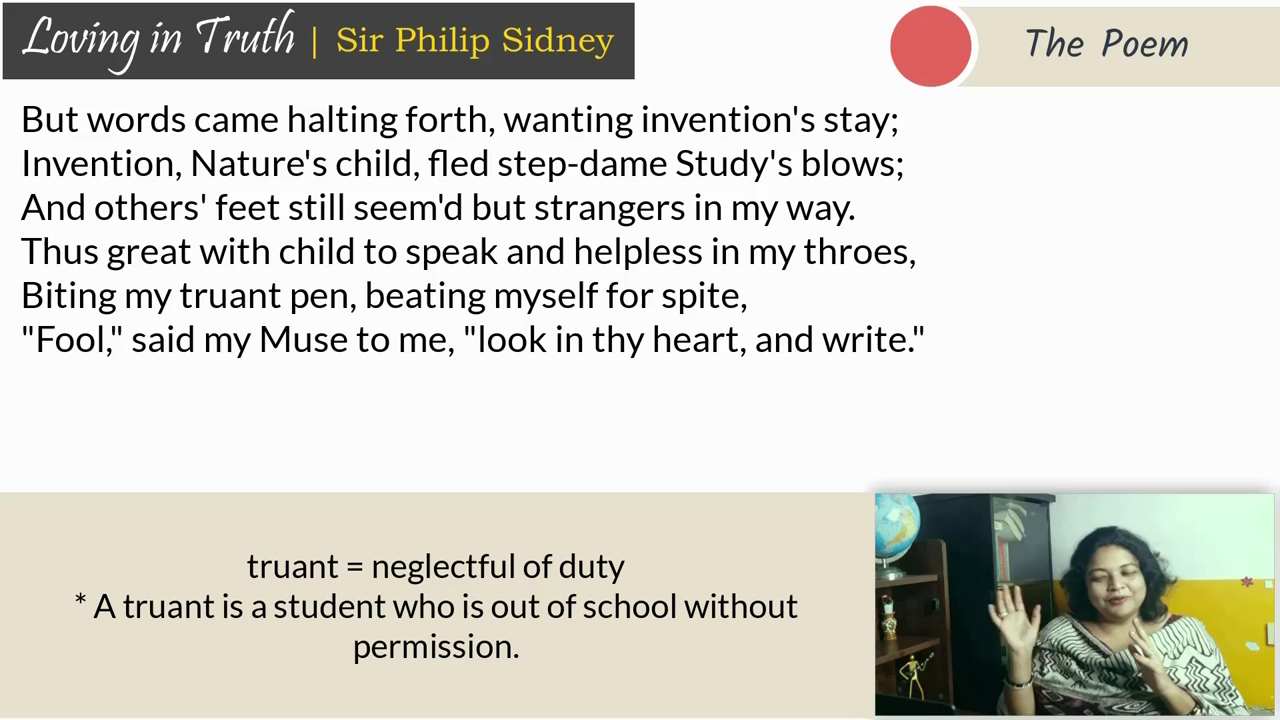 Loving in Truth | Sir Philip Sidney
The Poem
But words came halting forth, wanting invention's stay;
Invention, Nature's child, fled step-dame Study's blows;
And others' feet still seem'd but strangers in my way.
Thus great with child to speak and helpless in my throes,
Biting my truant pen, beating myself for spite,
"Fool," said my Muse to me, "look in thy heart, and write."
truant = neglectful of duty
* A truant is a student who is out of school without
permission.